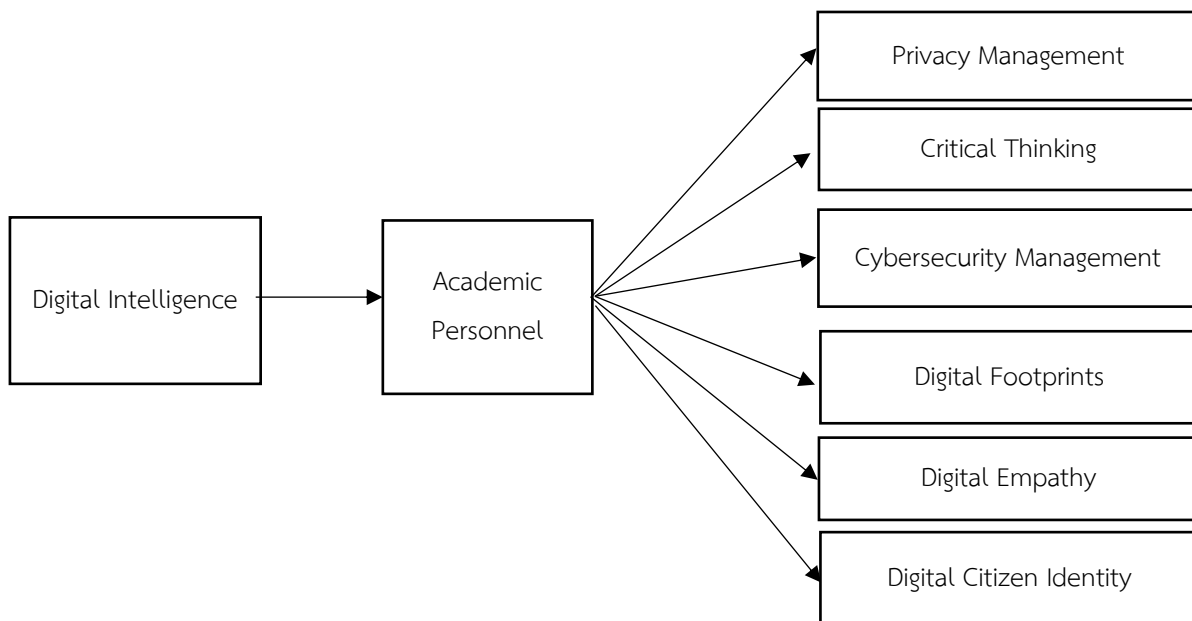 Privacy Management
Critical Thinking
Cybersecurity Management
Digital Intelligence
Academic
Personnel
Digital Footprints
Digital Empathy
Digital Citizen Identity